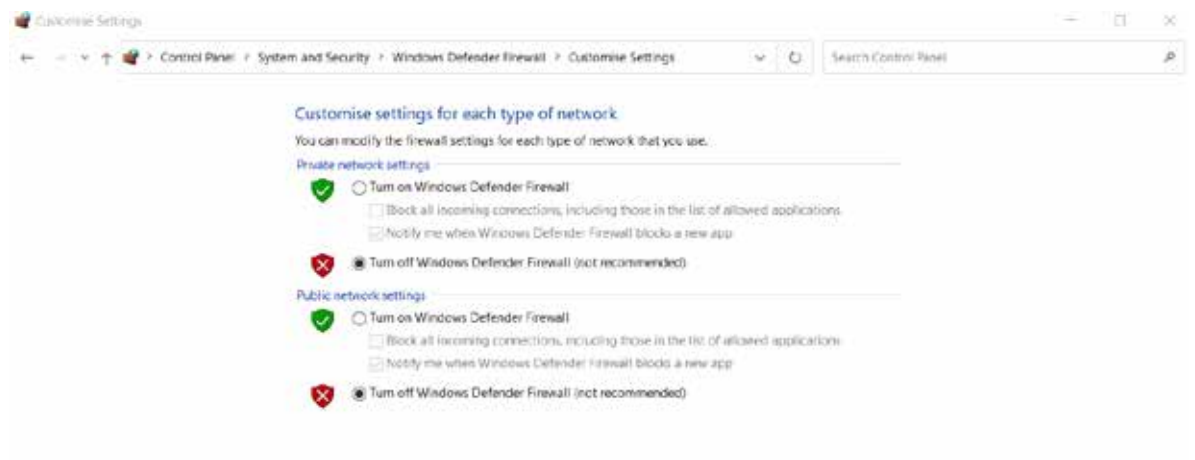 Customise Settings
Control Panel > System and Security > Windows Defender Firewall > Customise Settings
Search Control Panel
Customise settings for each type of network
You can modify the firewall settings for each type of network that you use.
Private network settings
Turn on Windows Defender Firewall
Block all incoming connections, including those in the list of allowed applications
Notify me when Windows Defender Firewall blocks a new app
Turn off Windows Defender Firewall (not recommended)
Public network settings
Turn on Windows Defender Firewall
Block all incoming connections, including those in the list of allowed applications
Notify me when Windows Defender Firewall blocks a new app
Turn off Windows Defender Firewall (not recommended)